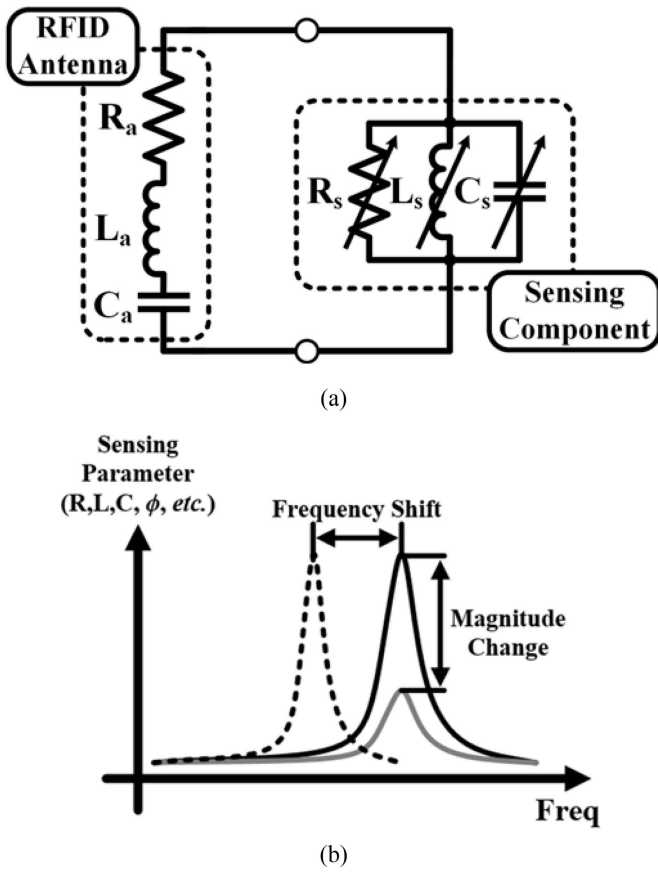 RFID
Antenna
Rₐ
Lₐ
Cₐ
Rₛ Lₛ Cₛ
Sensing
Component
(a)
Sensing
Parameter
(R,L,C, ϕ, etc.)
Frequency Shift
Magnitude
Change
Freq
(b)